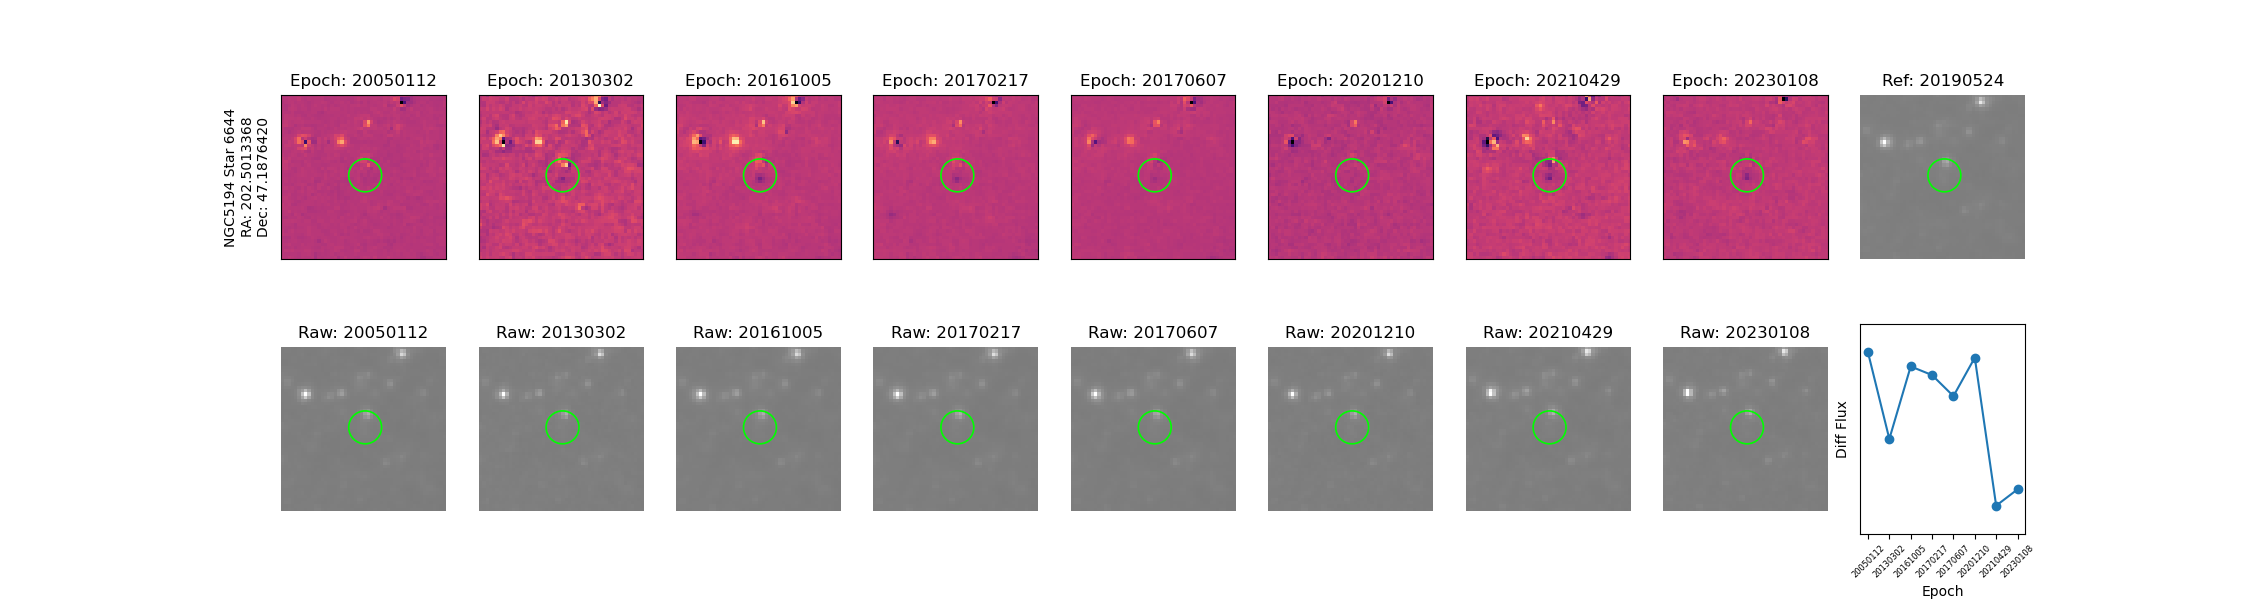 NGC5194 Star 6644
RA: 202.5013368
Dec: 47.1876420
Epoch: 20050112
Epoch: 20130302
Epoch: 20161005
Epoch: 20170217
Epoch: 20170607
Epoch: 20201210
Epoch: 20210429
Epoch: 20230108
Ref: 20190524
Raw: 20050112
Raw: 20130302
Raw: 20161005
Raw: 20170217
Raw: 20170607
Raw: 20201210
Raw: 20210429
Raw: 20230108
Diff Flux
20050112
20130302
20161005
20170217
20170607
20201210
20210429
20230108
Epoch